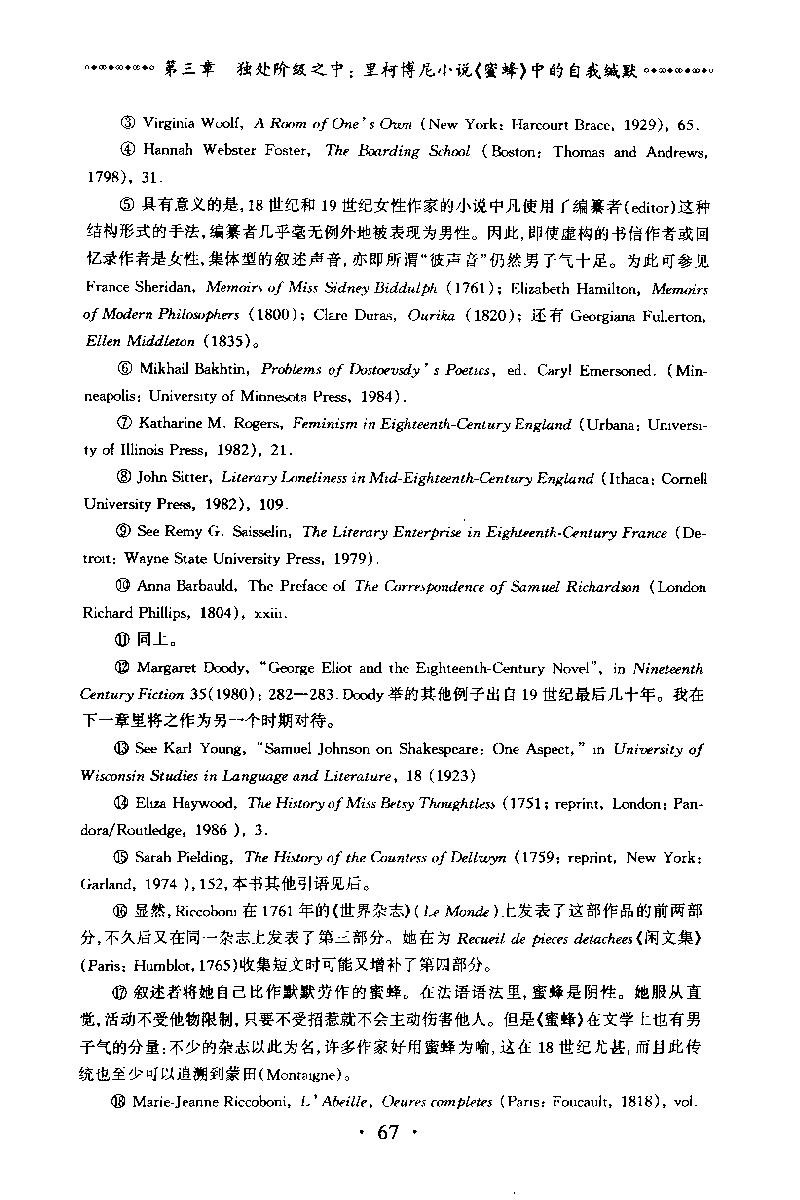 第三章 独处阶级之中：里柯博尼小说《蜜蜂》中的自我缄默
③ Virginia Woolf, A Room of One's Own (New York: Harcourt Brace, 1929), 65.
④ Hannah Webster Foster, The Boarding School (Boston: Thomas and Andrews,
1798), 31.
⑤ 具有意义的是,18 世纪和 19 世纪女性作家的小说中凡使用了编纂者(editor)这种
结构形式的手法,编纂者几乎毫无例外地被表现为男性。因此,即使虚构的书信作者或回
忆录作者是女性,集体型的叙述声音,亦即所谓“彼声音”仍然男子气十足。为此可参见
France Sheridan, Memoirs of Miss Sidney Biddulph (1761); Elizabeth Hamilton, Memoirs
of Modern Philosophers (1800); Clare Duras, Ourika (1820); 还有 Georgiana Fullerton,
Ellen Middleton (1835)。
⑥ Mikhail Bakhtin, Problems of Dostoevsdy's Poetics, ed. Caryl Emersoned. (Min-
neapolis: University of Minnesota Press, 1984).
⑦ Katharine M. Rogers, Feminism in Eighteenth-Century England (Urbana: Universi-
ty of Illinois Press, 1982), 21.
⑧ John Sitter, Literary Loneliness in Mid-Eighteenth-Century England (Ithaca: Cornell
University Press, 1982), 109.
⑨ See Remy G. Saisselin, The Literary Enterprise in Eighteenth-Century France (De-
troit: Wayne State University Press, 1979).
⑩ Anna Barbauld, The Preface of The Correspondence of Samuel Richardson (London
Richard Phillips, 1804), xxiii.
⑪ 同上。
⑫ Margaret Doody, “George Eliot and the Eighteenth-Century Novel”, in Nineteenth
Century Fiction 35(1980): 282—283. Doody 举的其他例子出自 19 世纪最后几十年。我在
下一章里将之作为另一个时期对待。
⑬ See Karl Young, “Samuel Johnson on Shakespeare: One Aspect,” in University of
Wisconsin Studies in Language and Literature, 18 (1923)
⑭ Eliza Haywood, The History of Miss Betsy Thoughtless (1751; reprint, London: Pan-
dora/Routledge, 1986 ), 3.
⑮ Sarah Pielding, The History of the Countess of Dellwyn (1759; reprint, New York:
Garland, 1974 ), 152,本书其他引语见后。
⑯ 显然,Riccoboni 在 1761 年的《世界杂志》(Le Monde)上发表了这部作品的前两部
分,不久后又在同一杂志上发表了第三部分。她在为 Recueil de pieces detachees《闲文集》
(Paris: Humblot, 1765)收集短文时可能又增补了第四部分。
⑰ 叙述者将她自己比作默默劳作的蜜蜂。在法语语法里,蜜蜂是阴性。她服从直
觉,活动不受他物限制,只要不受招惹就不会主动伤害他人。但是《蜜蜂》在文学上也有男
子气的分量:不少的杂志以此为名,许多作家好用蜜蜂为喻,这在 18 世纪尤甚,而且此传
统也至少可以追溯到蒙田(Montaigne)。
⑱ Marie-Jeanne Riccoboni, L'Abeille, Oeures completes (Paris: Foucault, 1818), vol.
· 67 ·